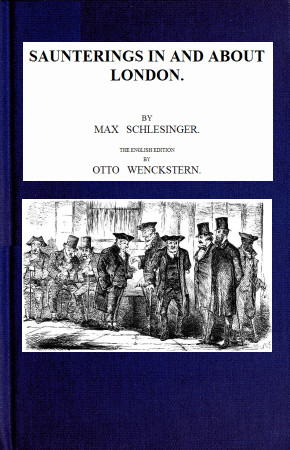 SAUNTERINGS IN AND ABOUT
LONDON.
BY
MAX SCHLESINGER.
THE ENGLISH EDITION
BY
OTTO WENCKSTERN.